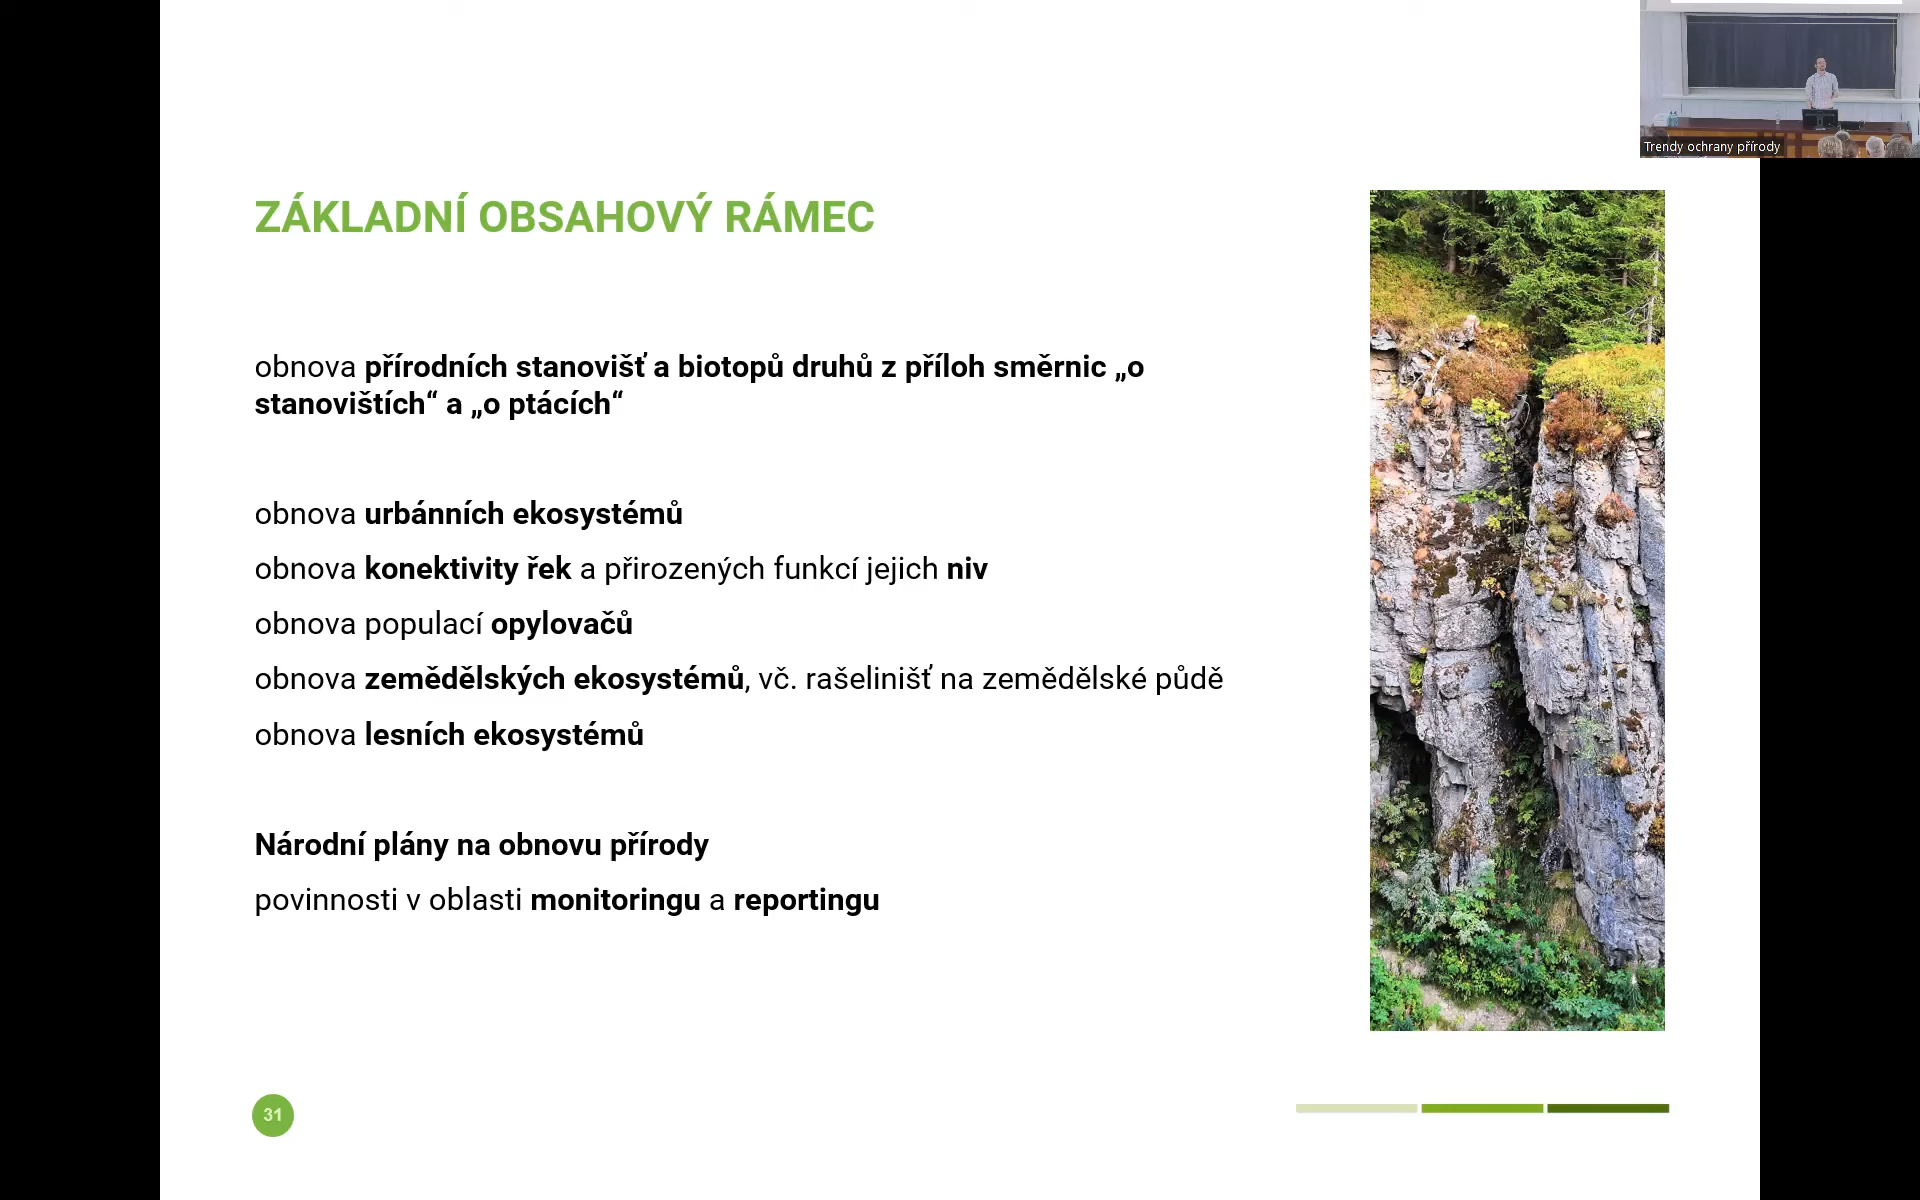 Trendy ochrany přírody
ZÁKLADNÍ OBSAHOVÝ RÁMEC
obnova přírodních stanovišť a biotopů druhů z příloh směrnic „o
stanovištích“ a „o ptácích“
obnova urbánních ekosystémů
obnova konektivity řek a přirozených funkcí jejich niv
obnova populací opylovačů
obnova zemědělských ekosystémů, vč. rašelinišť na zemědělské půdě
obnova lesních ekosystémů
Národní plány na obnovu přírody
povinnosti v oblasti monitoringu a reportingu
31